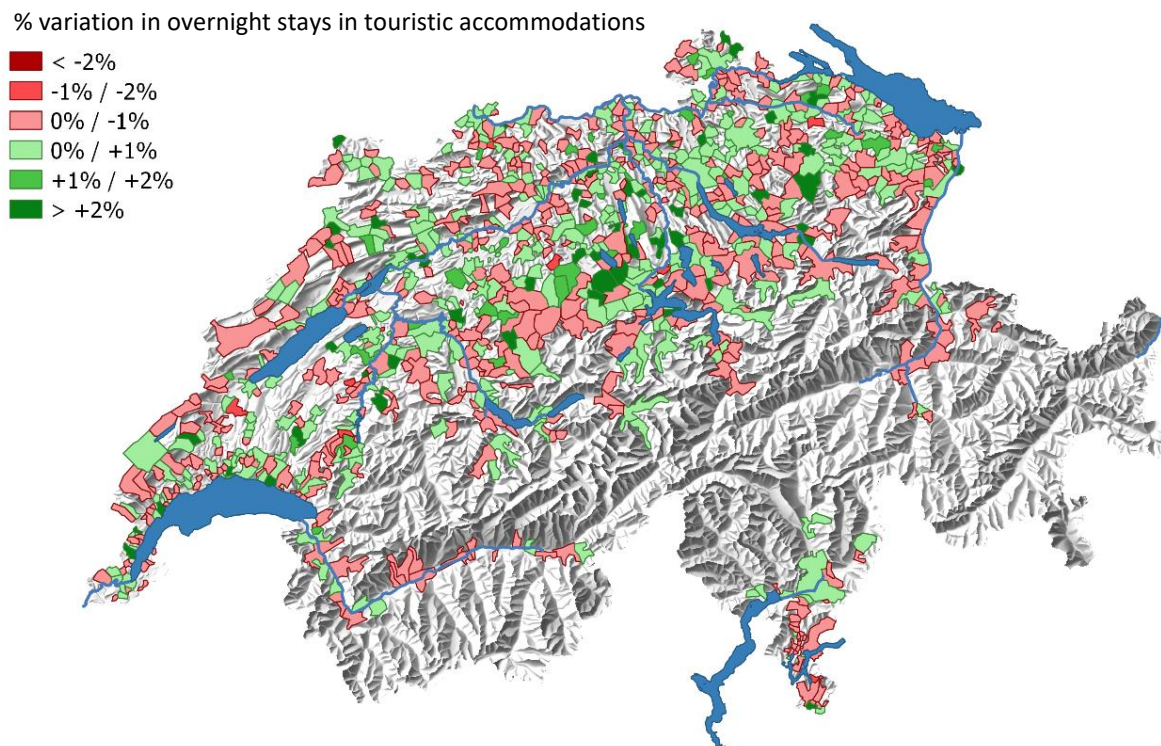 % variation in overnight stays in touristic accommodations
< -2%
-1% / -2%
0% / -1%
0% / +1%
+1% / +2%
> +2%